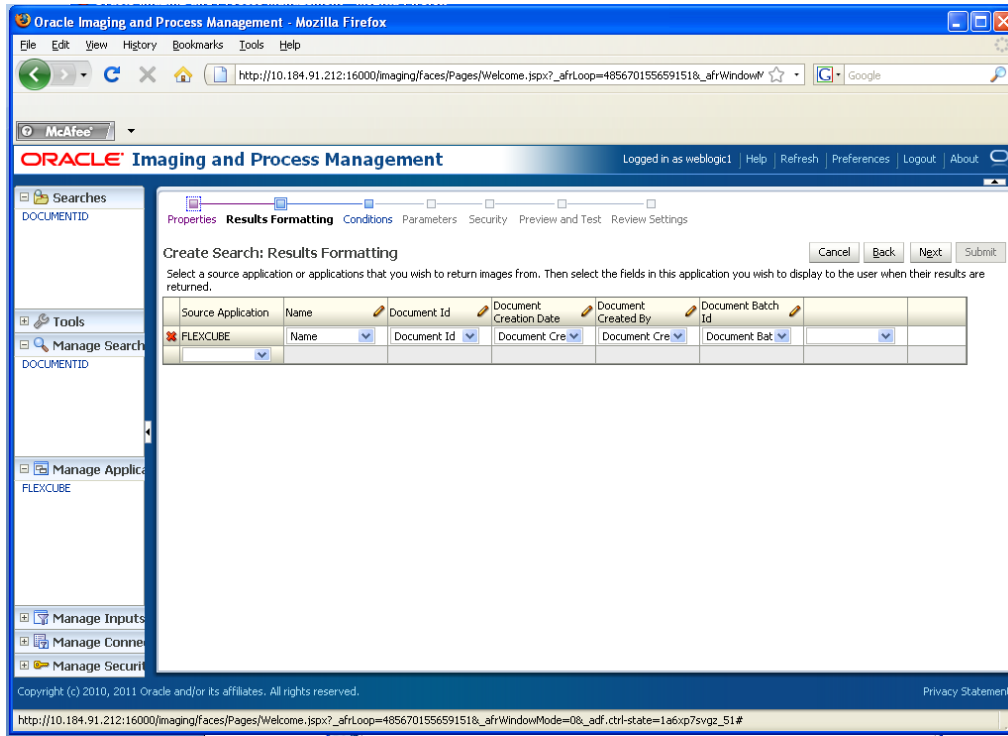 Oracle Imaging and Process Management - Mozilla Firefox
File Edit View History Bookmarks Tools Help
http://10.184.91.212:16000/imaging/faces/Pages/Welcome.jspx?_afrLoop=485670155659151&_afrWindowM
Google
McAfee
ORACLE Imaging and Process Management
Logged in as weblogic1 Help Refresh Preferences Logout About
Searches
DOCUMENTID
Tools
Manage Search
DOCUMENTID
Manage Applica
FLEXCUBE
Manage Inputs
Manage Conne
Manage Securit
Properties Results Formatting Conditions Parameters Security Preview and Test Review Settings
Create Search: Results Formatting
Cancel Back Next Submit
Select a source application or applications that you wish to return images from. Then select the fields in this application you wish to display to the user when their results are
returned.
Source Application Name Document Id Document Creation Date Document Created By Document Batch Id
FLEXCUBE Name Document Id Document Cre Document Cre Document Bat
Copyright (c) 2010, 2011 Oracle and/or its affiliates. All rights reserved.
Privacy Statement
http://10.184.91.212:16000/imaging/faces/Pages/Welcome.jspx?_afrLoop=485670155659151&_afrWindowMode=0&_adf.ctrl-state=1a6xp7svgz_51#